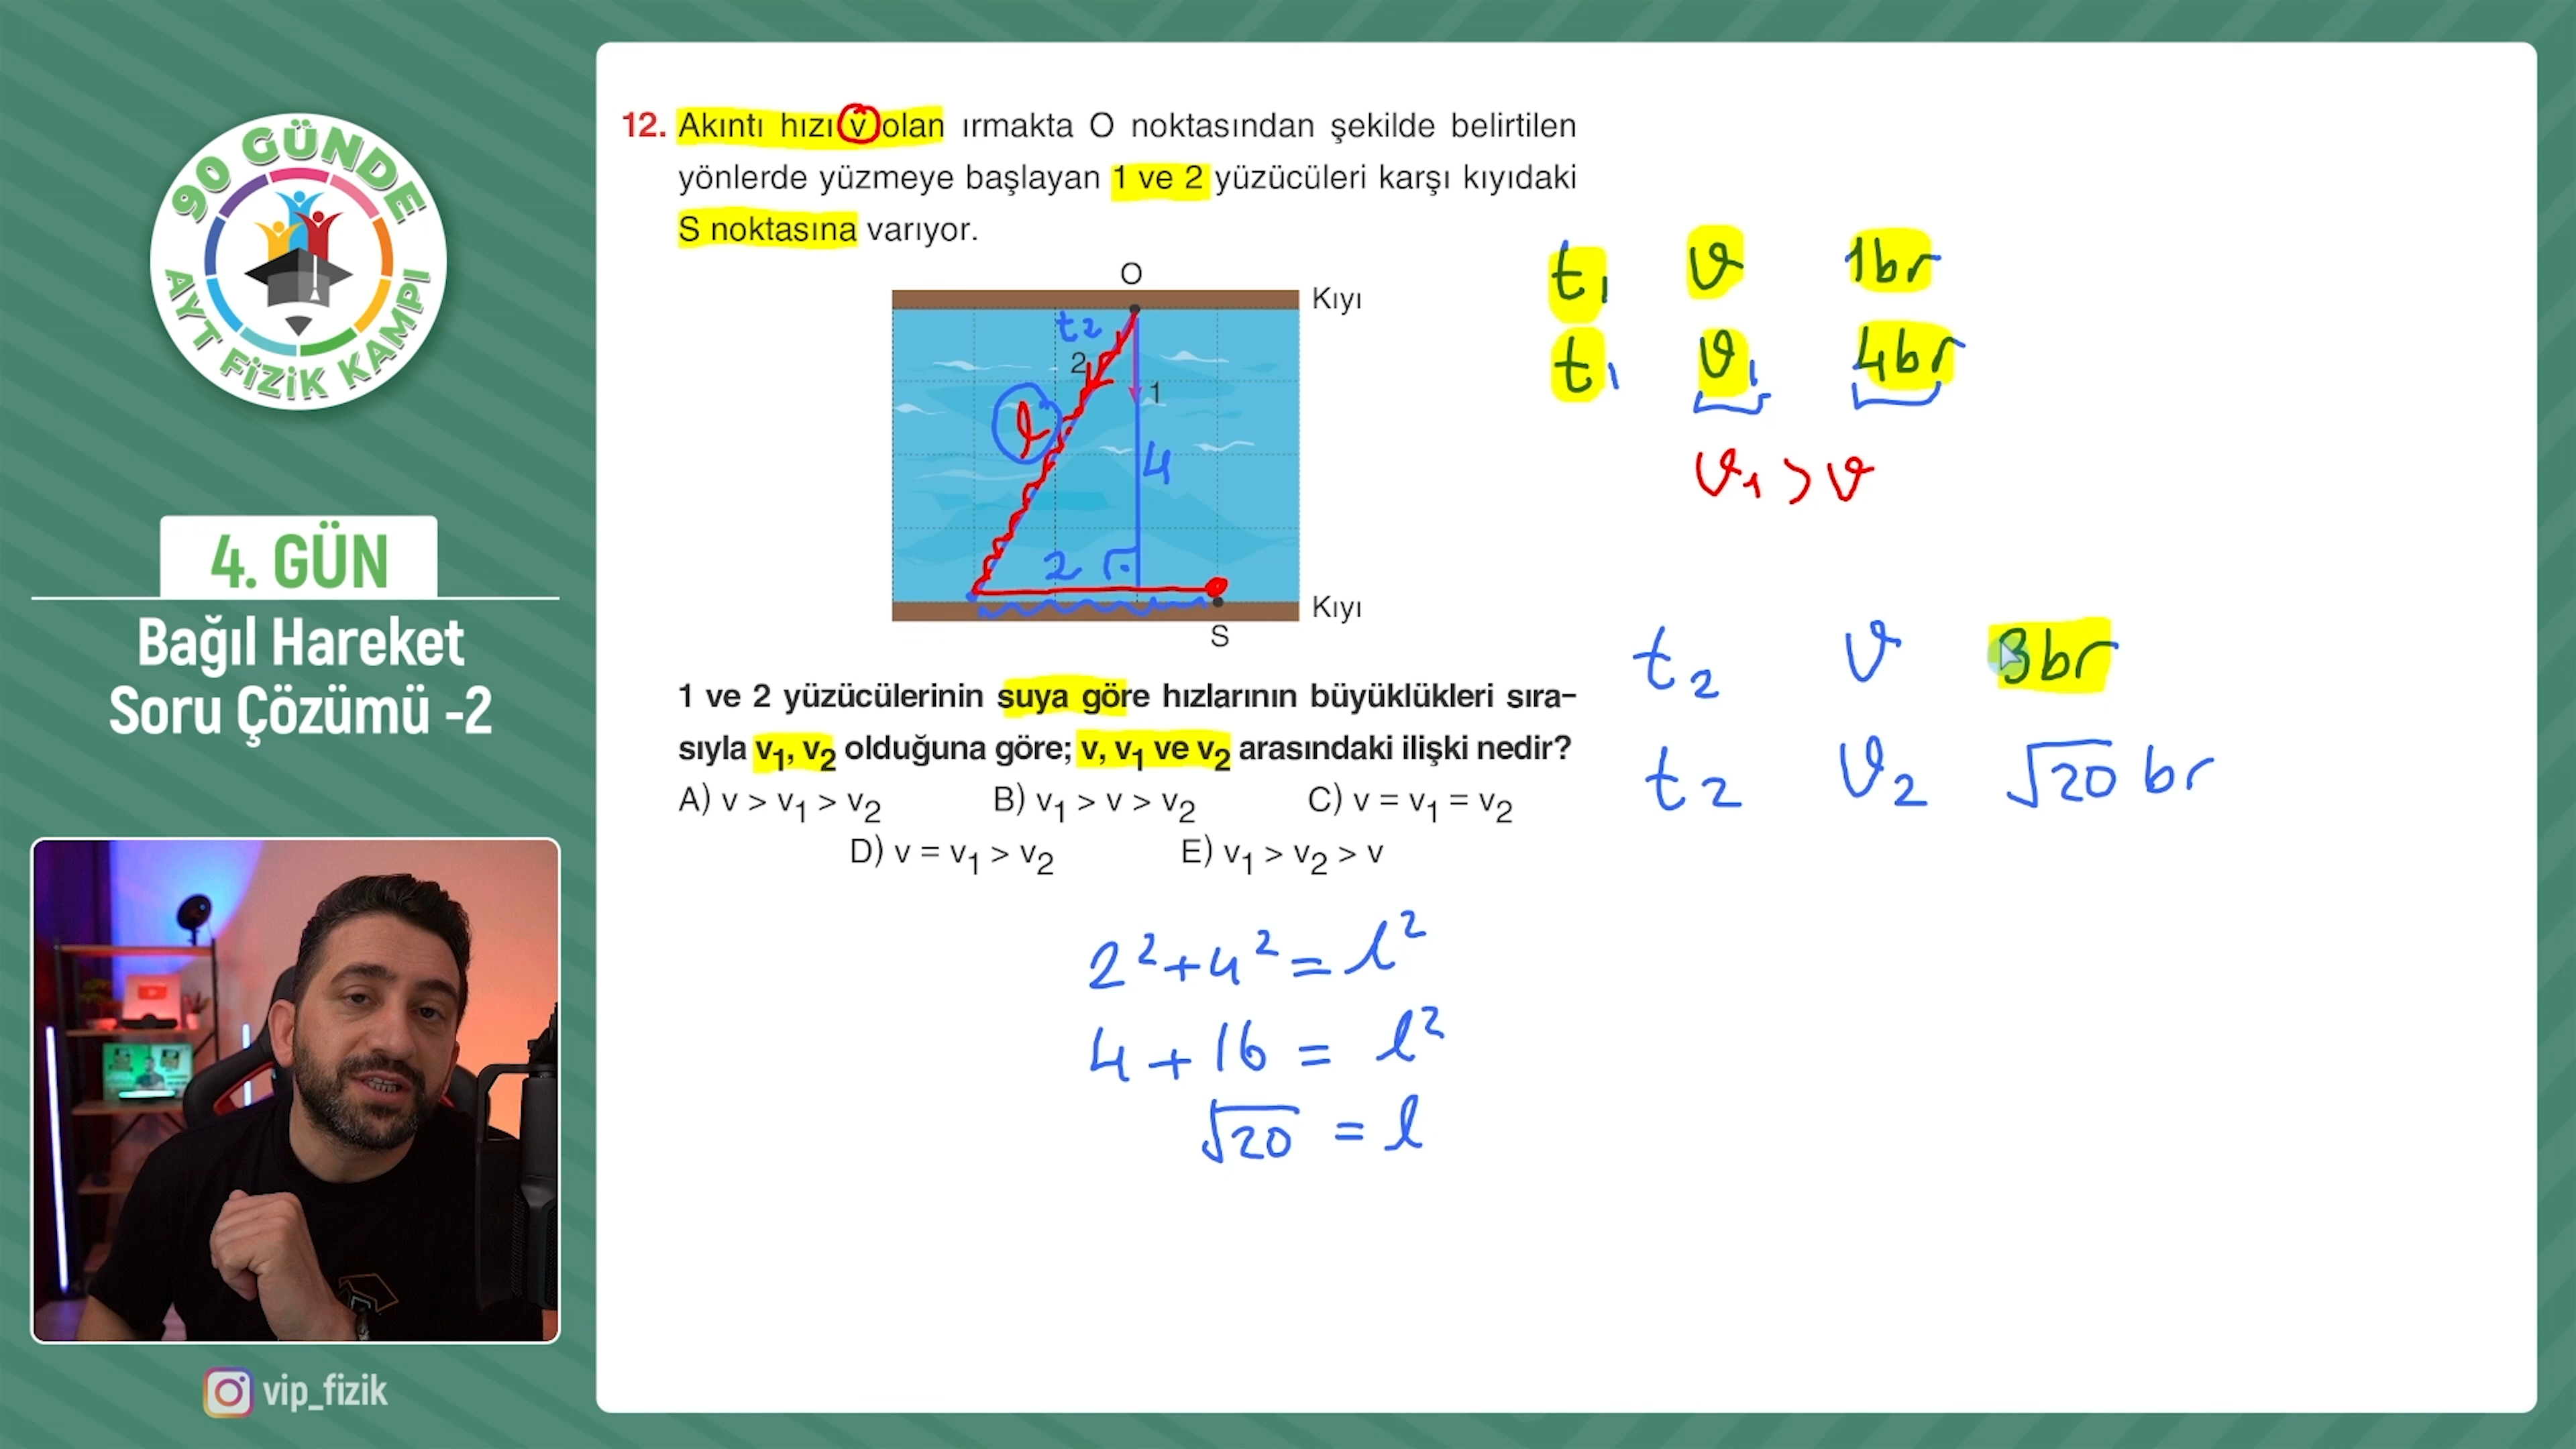 90 GÜNDE
AYT FİZİK KAMPI
4. GÜN
Bağıl Hareket
Soru Çözümü -2
vip_fizik
12. Akıntı hızı v olan ırmakta O noktasından şekilde belirtilen
yönlerde yüzmeye başlayan 1 ve 2 yüzücüleri karşı kıyıdaki
S noktasına varıyor.
O
Kıyı
t2
2
1
l
4
2
Kıyı
S
1 ve 2 yüzücülerinin suya göre hızlarının büyüklükleri sıra-
sıyla v₁, v₂ olduğuna göre; v, v₁ ve v₂ arasındaki ilişki nedir?
A) v > v₁ > v₂ B) v₁ > v > v₂ C) v = v₁ = v₂
D) v = v₁ > v₂ E) v₁ > v₂ > v
2² + 4² = l²
4 + 16 = l²
√20 = l
t₁ v 1br
t₁ v₁ 4br
v₁ > v
t₂ v 3br
t₂ v₂ √20 br